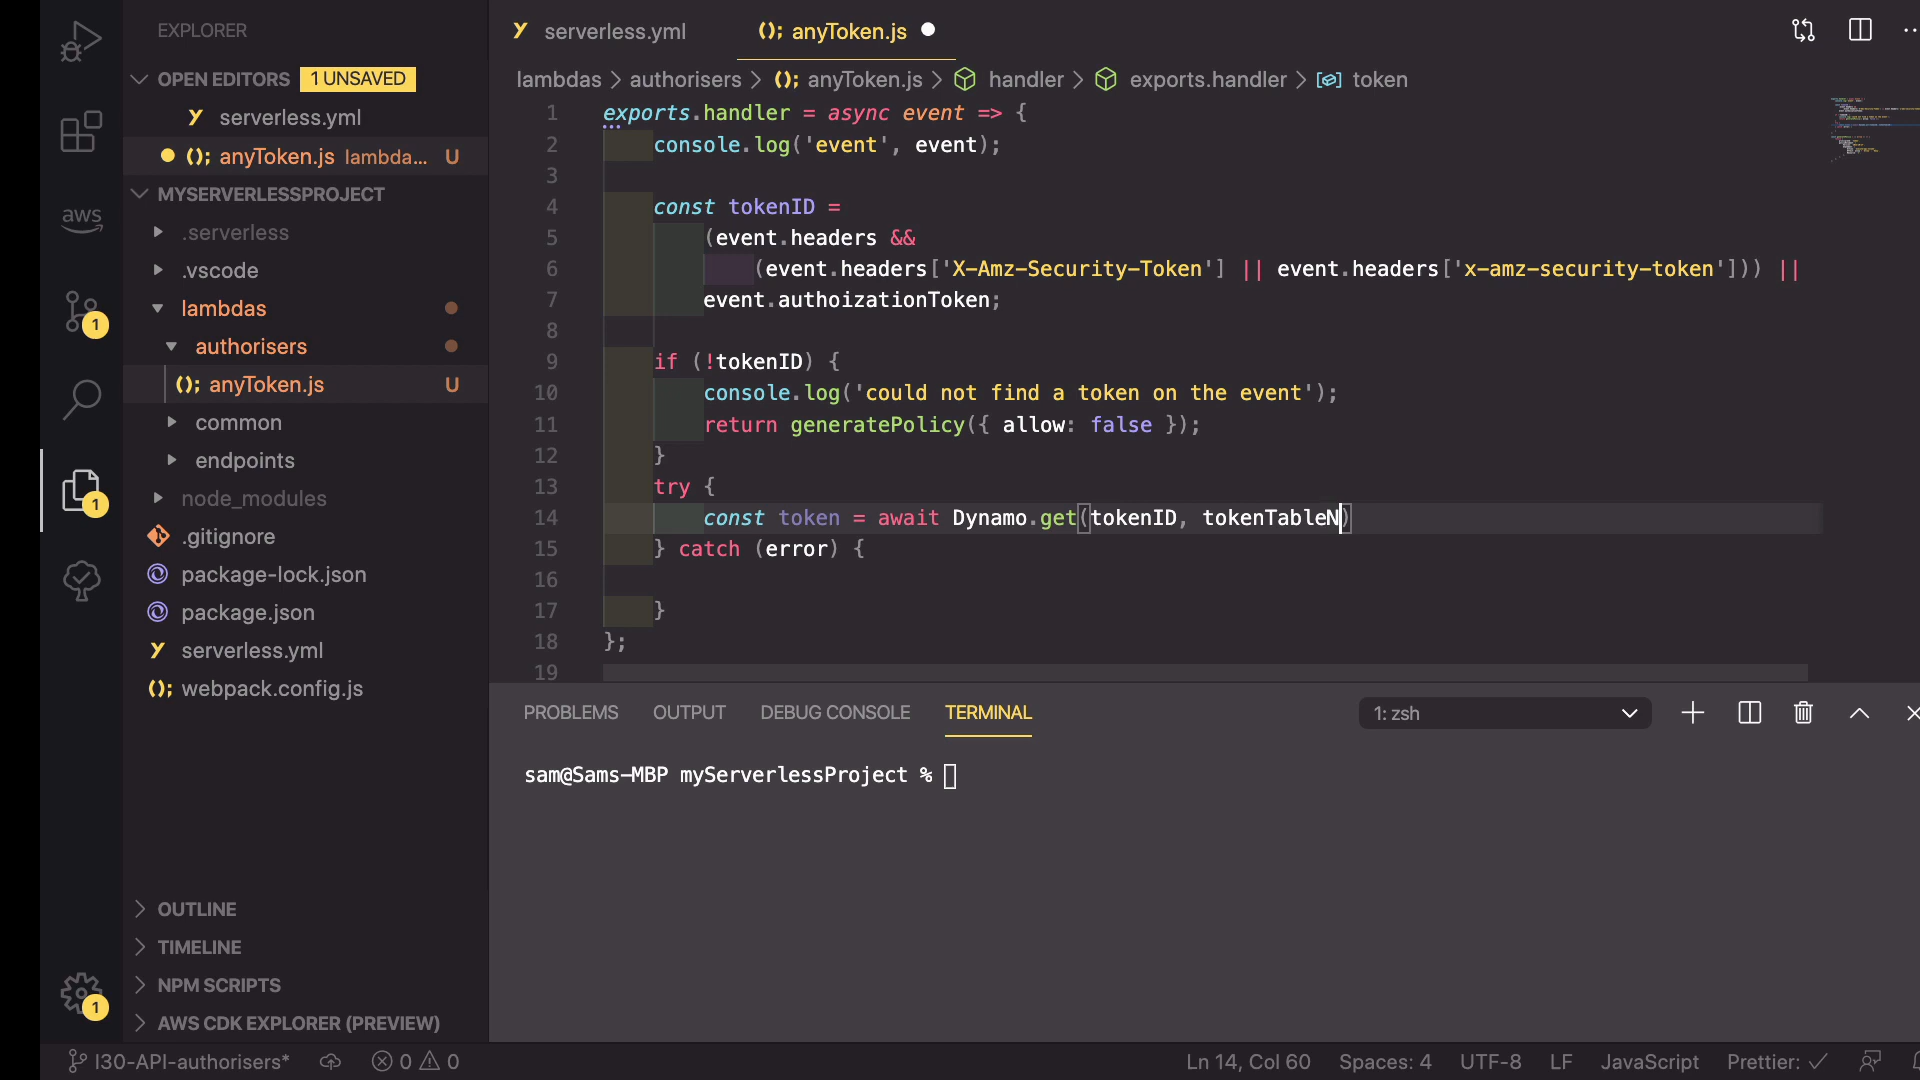 EXPLORER
OPEN EDITORS 1 UNSAVED
serverless.yml
anyToken.js lambda... U
MYSERVERLESSPROJECT
.serverless
.vscode
lambdas
authorisers
anyToken.js U
common
endpoints
node_modules
.gitignore
package-lock.json
package.json
serverless.yml
webpack.config.js
OUTLINE
TIMELINE
NPM SCRIPTS
AWS CDK EXPLORER (PREVIEW)
aws
1
1
1
serverless.yml anyToken.js
lambdas > authorisers > anyToken.js > handler > exports.handler > token
1 exports.handler = async event => {
2 console.log('event', event);
3
4 const tokenID =
5 (event.headers &&
6 (event.headers['X-Amz-Security-Token'] || event.headers['x-amz-security-token'])) ||
7 event.authoizationToken;
8
9 if (!tokenID) {
10 console.log('could not find a token on the event');
11 return generatePolicy({ allow: false });
12 }
13 try {
14 const token = await Dynamo.get(tokenID, tokenTableN)
15 } catch (error) {
16
17 }
18 };
19
PROBLEMS OUTPUT DEBUG CONSOLE TERMINAL 1: zsh
sam@Sams-MBP myServerlessProject %
I30-API-authorisers* 0 0 Ln 14, Col 60 Spaces: 4 UTF-8 LF JavaScript Prettier: ✓